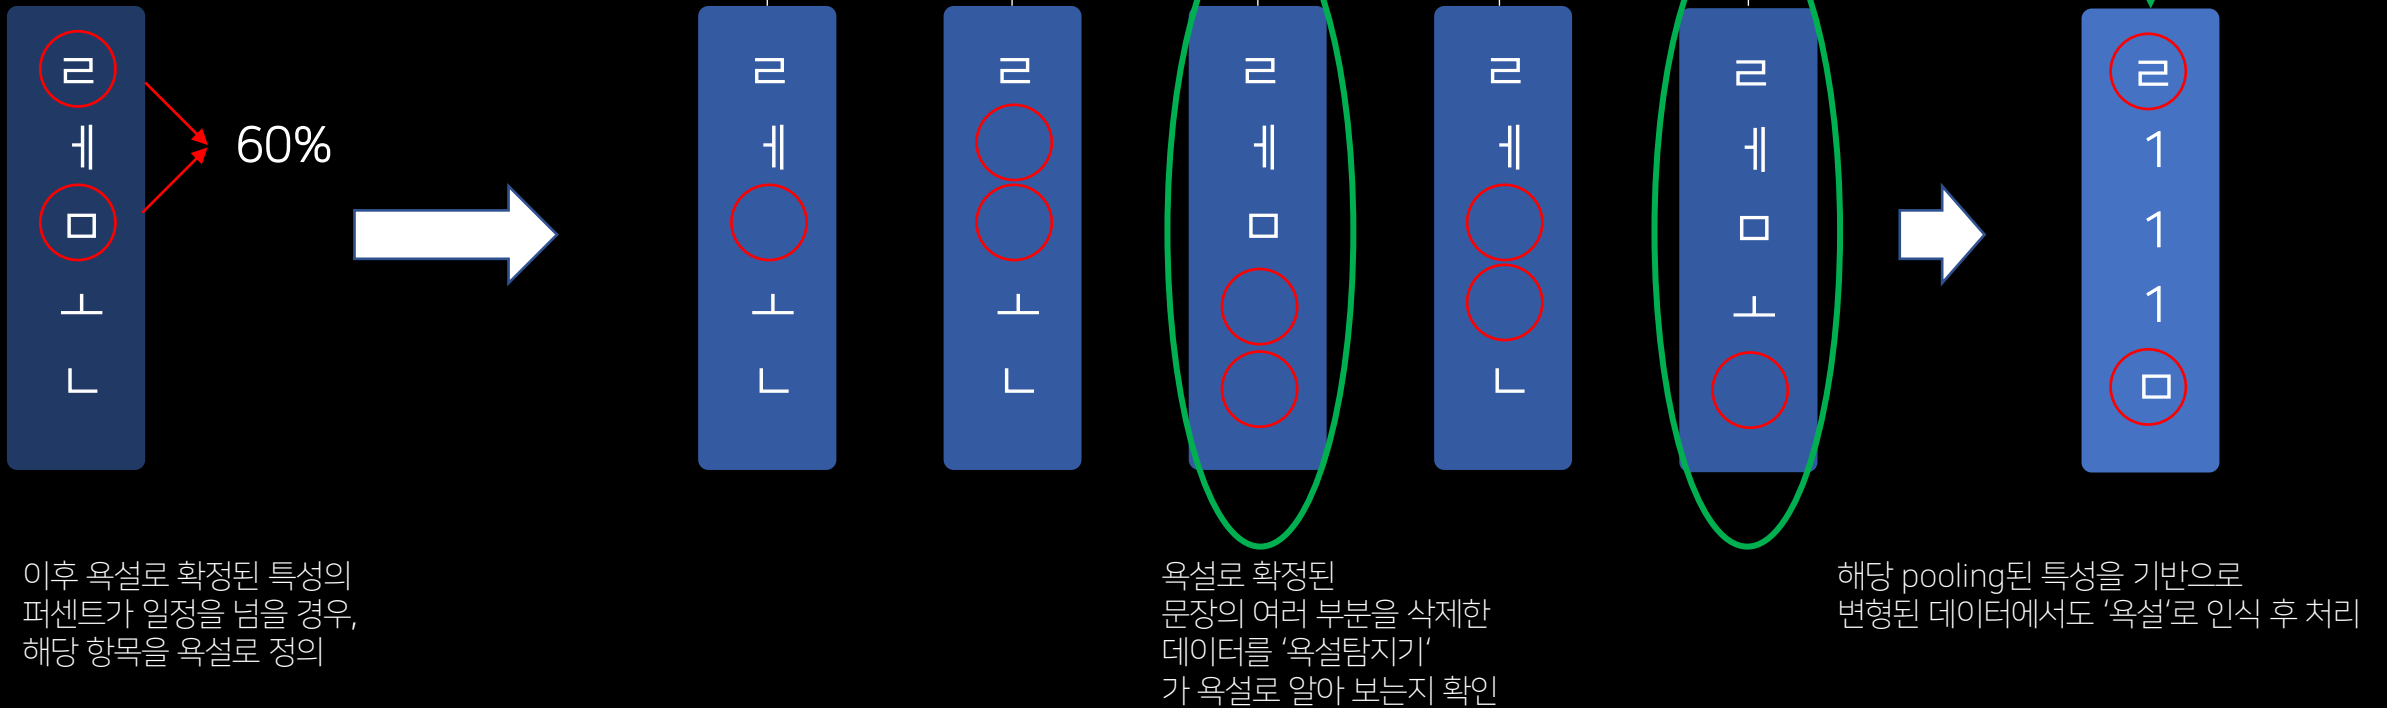 ㄹ
ㅔ
ㅁ
ㅗ
ㄴ
60%
ㄹ
ㅔ
ㅗ
ㄴ
ㄹ
ㅗ
ㄴ
ㄹ
ㅔ
ㅁ
ㄹ
ㅔ
ㄴ
ㄹ
ㅔ
ㅁ
ㅗ
ㄹ
1
1
1
ㅁ
이후 욕설로 확정된 특성의
퍼센트가 일정을 넘을 경우,
해당 항목을 욕설로 정의
욕설로 확정된
문장의 여러 부분을 삭제한
데이터를 ‘욕설탐지기‘
가 욕설로 알아 보는지 확인
해당 pooling된 특성을 기반으로
변형된 데이터에서도 ‘욕설‘로 인식 후 처리